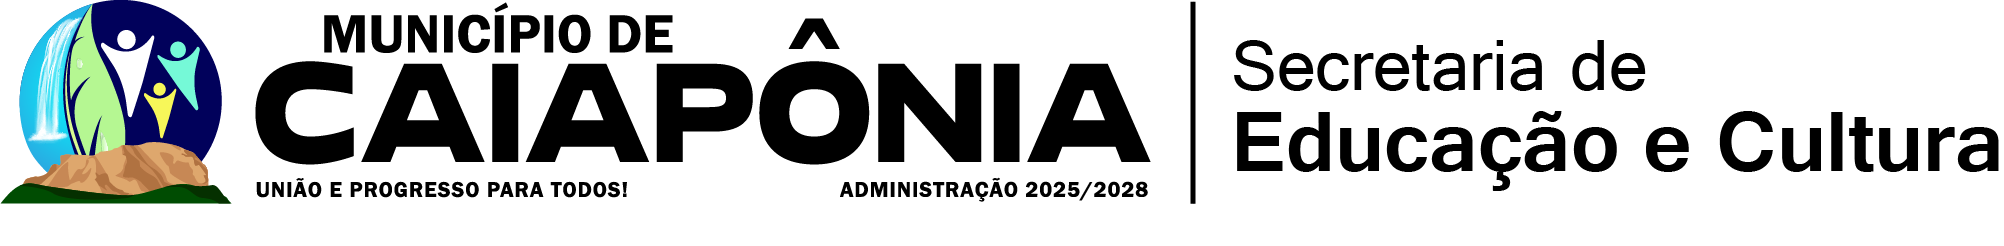 MUNICÍPIO DE
CAIAPÔNIA
UNIÃO E PROGRESSO PARA TODOS!
ADMINISTRAÇÃO 2025/2028
Secretaria de
Educação e Cultura